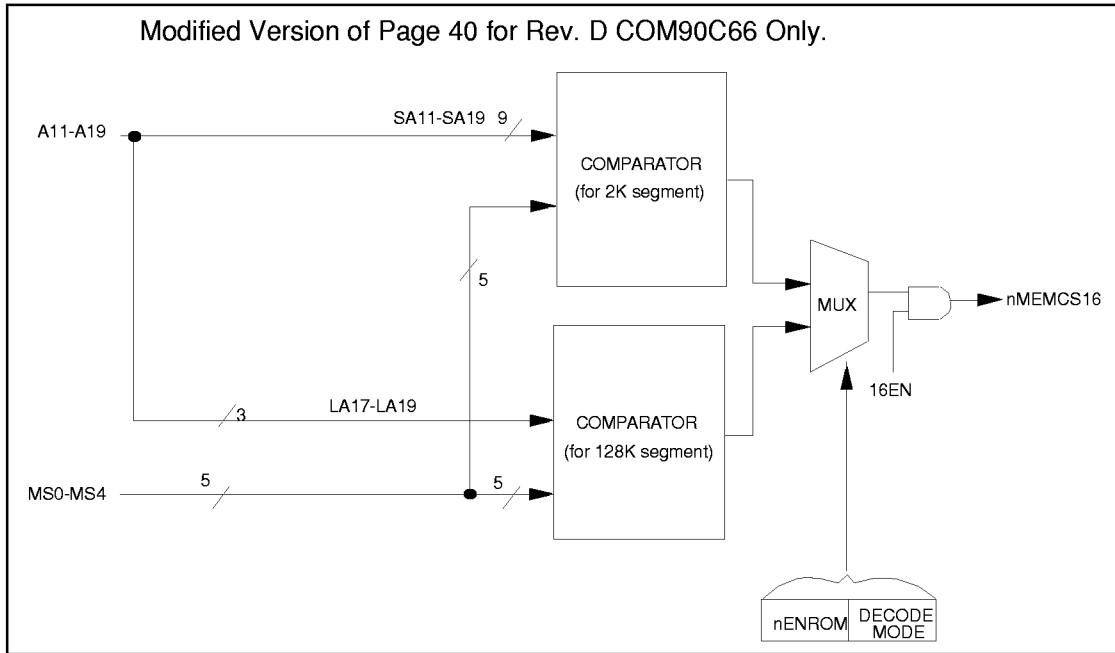 Modified Version of Page 40 for Rev. D COM90C66 Only.
A11-A19
SA11-SA19 9
COMPARATOR
(for 2K segment)
5
MUX
nMEMCS16
16EN
3
LA17-LA19
COMPARATOR
(for 128K segment)
MS0-MS4
5
5
nENROM
DECODE
MODE